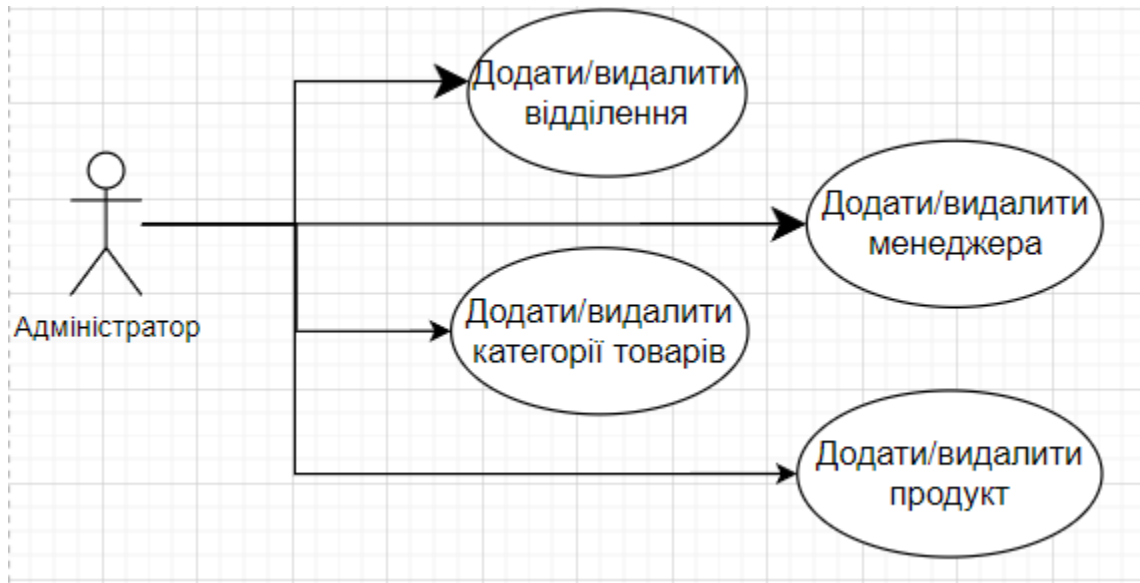 Додати/видалити
відділення
Додати/видалити
менеджера
Адміністратор
Додати/видалити
категорії товарів
Додати/видалити
продукт